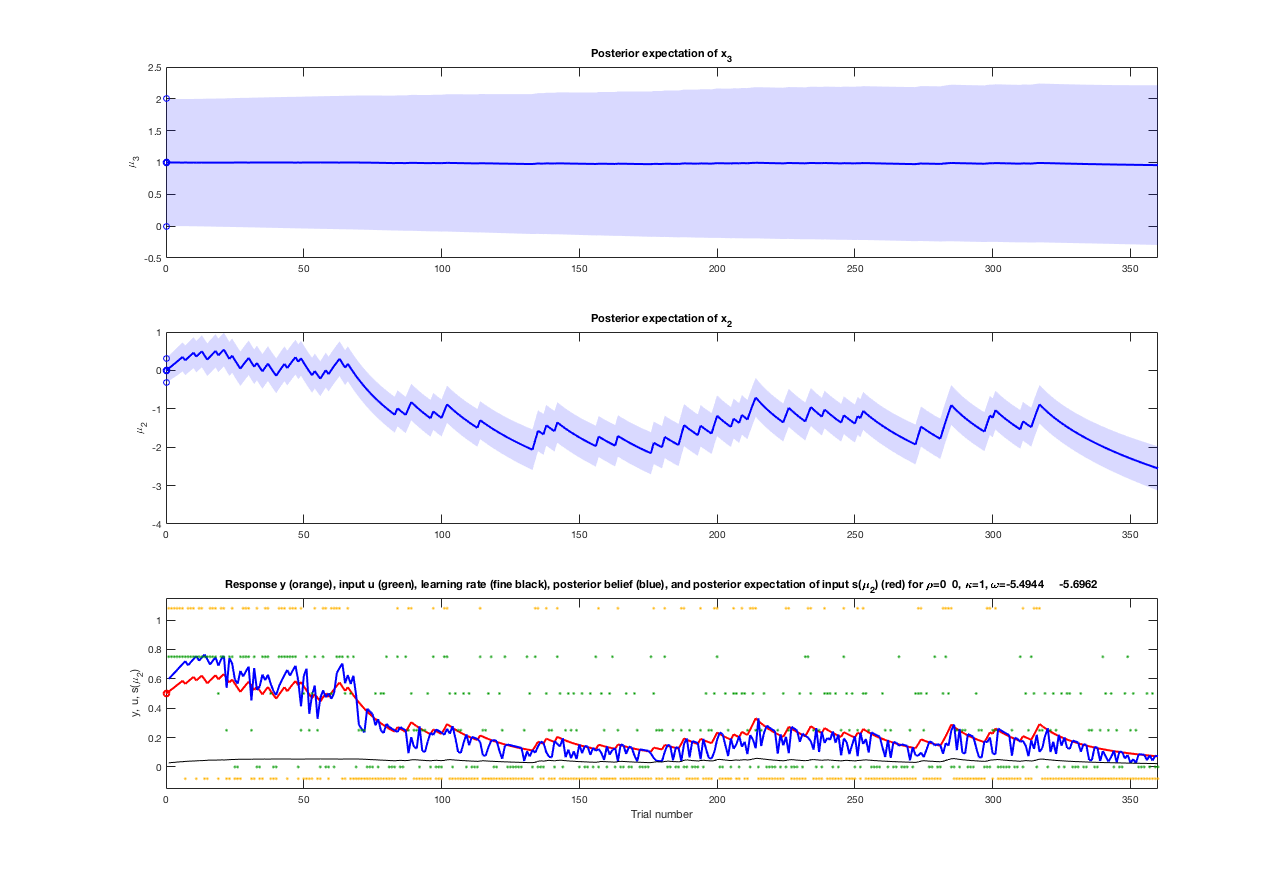 Posterior expectation of x3
2.5
2
1.5
1
0.5
0
-0.5
μ3
0 50 100 150 200 250 300 350
Posterior expectation of x2
1
0
-1
-2
-3
-4
μ2
0 50 100 150 200 250 300 350
Response y (orange), input u (green), learning rate (fine black), posterior belief (blue), and posterior expectation of input s(μ2) (red) for ρ=0 0, κ=1, ω=-5.4944 -5.6962
1
0.8
0.6
0.4
0.2
0
y, u, s(μ2)
0 50 100 150 200 250 300 350
Trial number